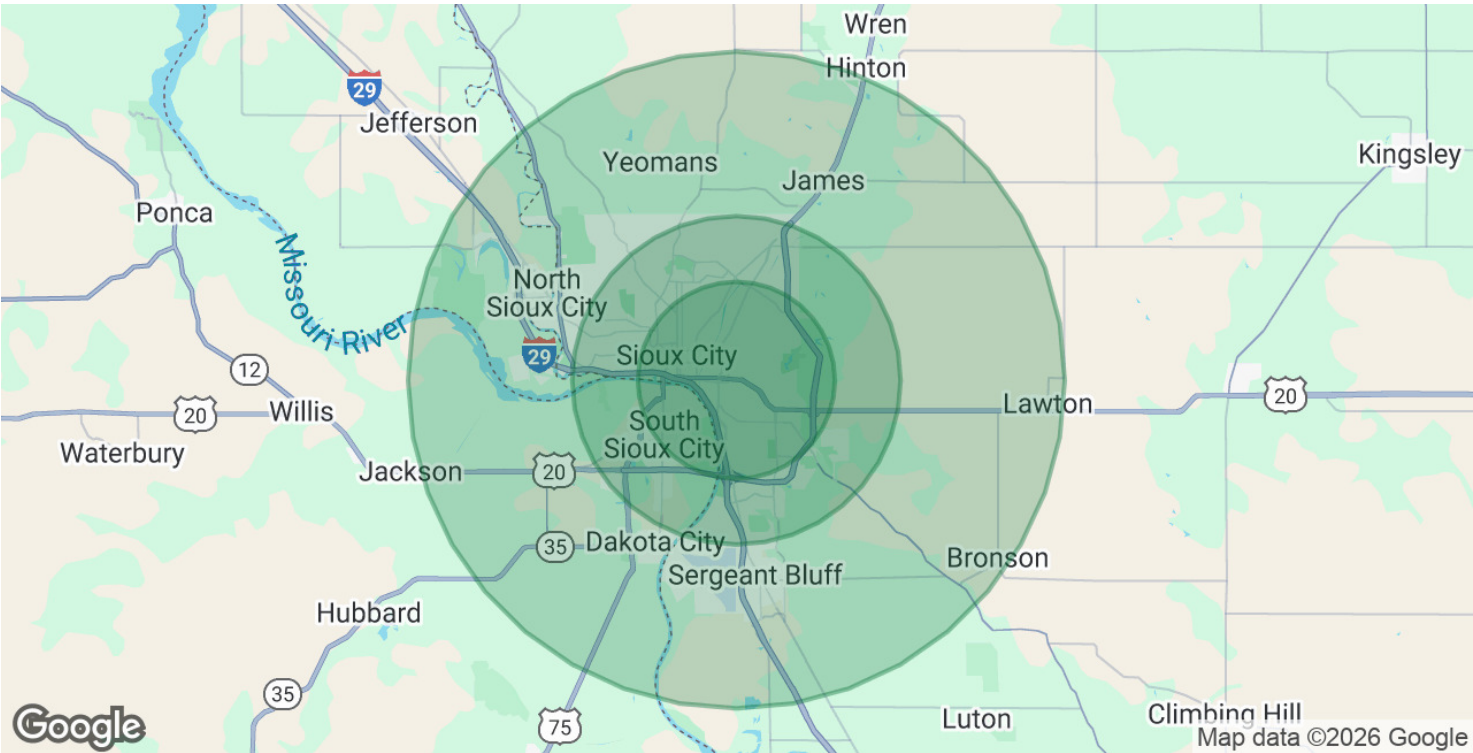 Wren
Hinton
29
Jefferson
Yeomans
Kingsley
James
Ponca
Missouri River
North
Sioux City
29
Sioux City
12
20
Willis
20
Lawton
South
Sioux City
Waterbury
Jackson
20
Dakota City
35
Bronson
Sergeant Bluff
Hubbard
35
75
Luton
Climbing Hill
Google
Map data ©2026 Google